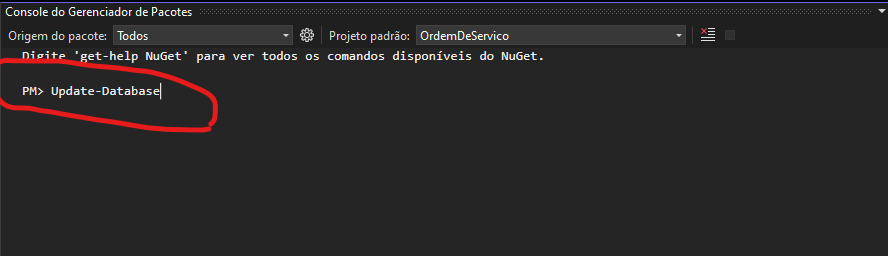 Console do Gerenciador de Pacotes
Origem do pacote: Todos Projeto padrão: OrdemDeServico
Digite 'get-help NuGet' para ver todos os comandos disponíveis do NuGet.
PM> Update-Database